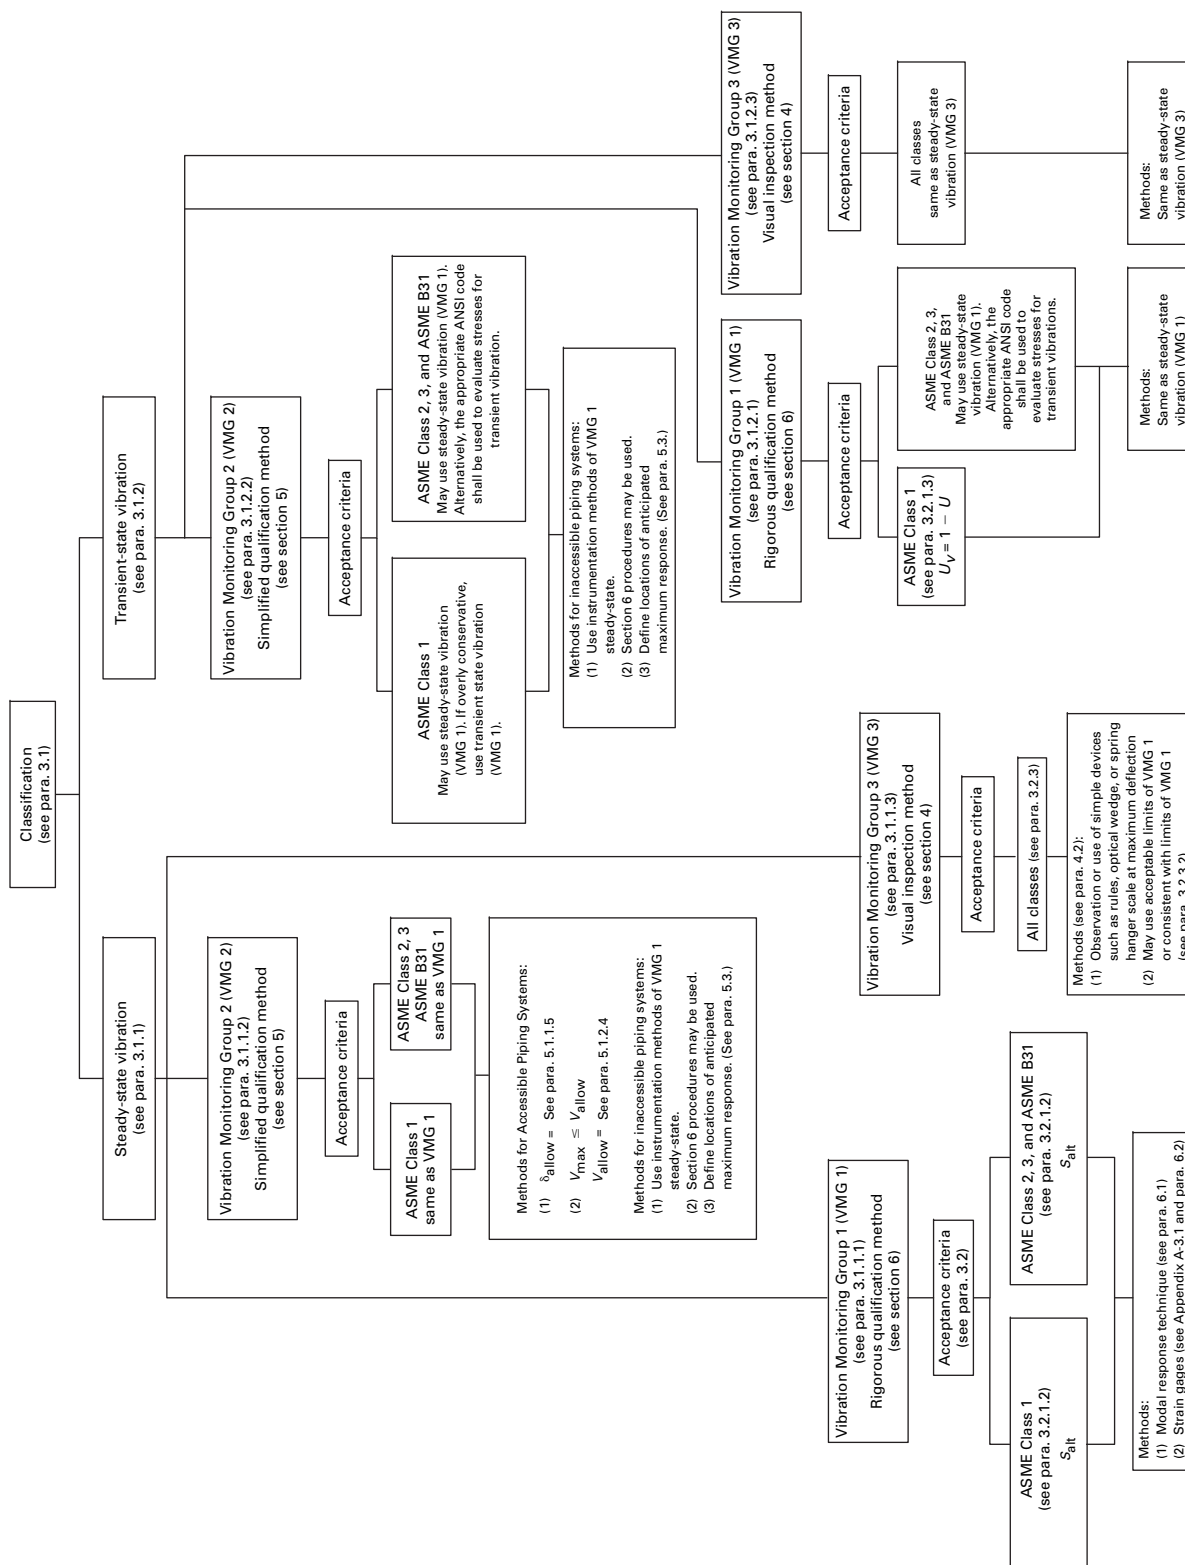 Classification
(see para. 3.1)
Steady-state vibration
(see para. 3.1.1)
Vibration Monitoring Group 2 (VMG 2)
(see para. 3.1.1.2)
Simplified qualification method
(see section 5)
Acceptance criteria
ASME Class 1
same as VMG 1
ASME Class 2, 3
ASME B31
same as VMG 1
Methods for Accessible Piping Systems:
(1) δallow = See para. 5.1.1.5
(2) Vmax ≤ Vallow
Vallow = See para. 5.1.2.4
Methods for inaccessible piping systems:
(1) Use instrumentation methods of VMG 1
steady-state.
(2) Section 6 procedures may be used.
(3) Define locations of anticipated
maximum response. (See para. 5.3.)
Vibration Monitoring Group 1 (VMG 1)
(see para. 3.1.1.1)
Rigorous qualification method
(see section 6)
Acceptance criteria
(see para. 3.2)
ASME Class 1
(see para. 3.2.1.2)
Salt
ASME Class 2, 3, and ASME B31
(see para. 3.2.1.2)
Salt
Methods:
(1) Modal response technique (see para. 6.1)
(2) Strain gages (see Appendix A-3.1 and para. 6.2)
Vibration Monitoring Group 3 (VMG 3)
(see para. 3.1.1.3)
Visual inspection method
(see section 4)
Acceptance criteria
All classes (see para. 3.2.3)
Methods (see para. 4.2):
(1) Observation or use of simple devices
such as rules, optical wedge, or spring
hanger scale at maximum deflection
(2) May use acceptable limits of VMG 1
or consistent with limits of VMG 1
(see para. 3.2.3.2)
Transient-state vibration
(see para. 3.1.2)
Vibration Monitoring Group 2 (VMG 2)
(see para. 3.1.2.2)
Simplified qualification method
(see section 5)
Acceptance criteria
ASME Class 1
May use steady-state vibration
(VMG 1). If overly conservative,
use transient state vibration
(VMG 1).
ASME Class 2, 3, and ASME B31
May use steady-state vibration (VMG 1).
Alternatively, the appropriate ANSI code
shall be used to evaluate stresses for
transient vibration.
Methods for inaccessible piping systems:
(1) Use instrumentation methods of VMG 1
steady-state.
(2) Section 6 procedures may be used.
(3) Define locations of anticipated
maximum response. (See para. 5.3.)
Vibration Monitoring Group 1 (VMG 1)
(see para. 3.1.2.1)
Rigorous qualification method
(see section 6)
Acceptance criteria
ASME Class 1
(see para. 3.2.1.3)
Uv = 1 − U
ASME Class 2, 3,
and ASME B31
May use steady-state
vibration (VMG 1).
Alternatively, the
appropriate ANSI code
shall be used to
evaluate stresses for
transient vibrations.
Methods:
Same as steady-state
vibration (VMG 1)
Vibration Monitoring Group 3 (VMG 3)
(see para. 3.1.2.3)
Visual inspection method
(see section 4)
Acceptance criteria
All classes
same as steady-state
vibration (VMG 3)
Methods:
Same as steady-state
vibration (VMG 3)